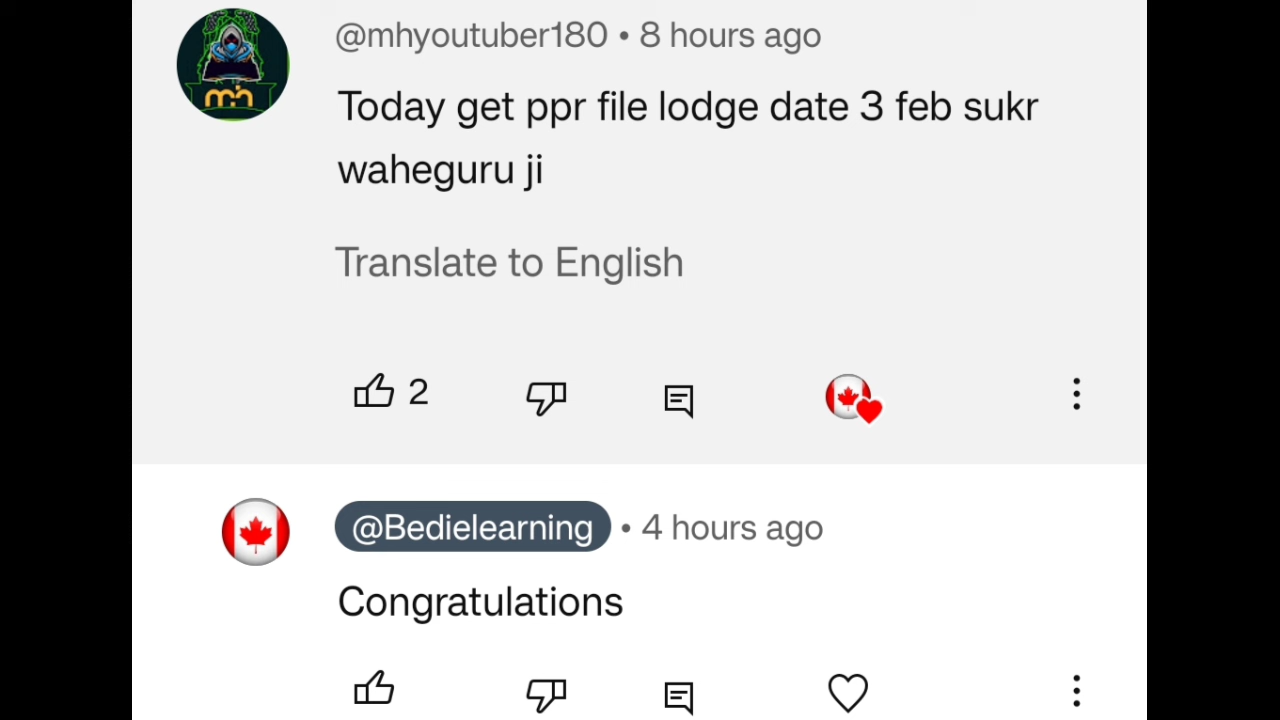 @mhyoutuber180 • 8 hours ago
Today get ppr file lodge date 3 feb sukr
waheguru ji
Translate to English
2
@Bedielearning • 4 hours ago
Congratulations
mh